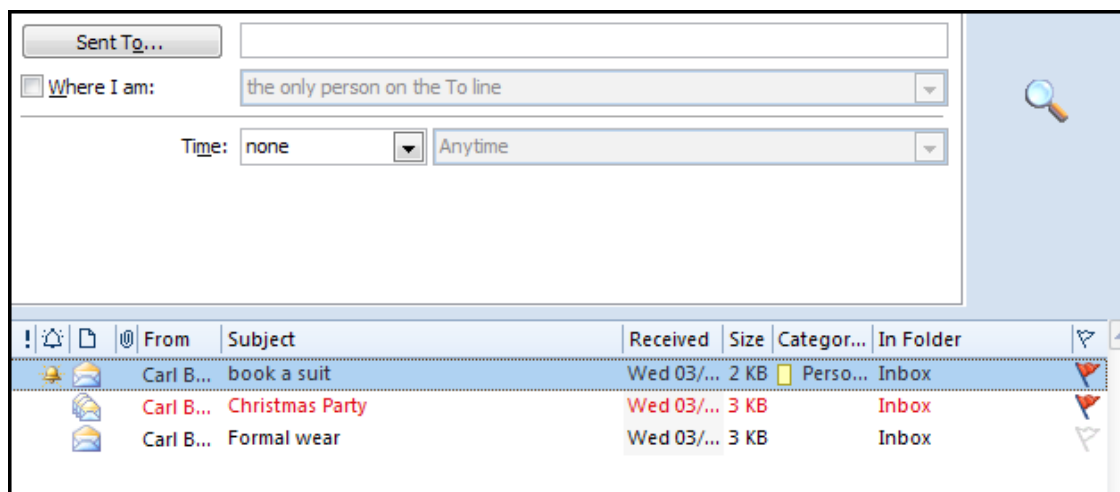 Sent To...
Where I am: the only person on the To line
Time: none Anytime
! From Subject Received Size Categor... In Folder
Carl B... book a suit Wed 03/... 2 KB Perso... Inbox
Carl B... Christmas Party Wed 03/... 3 KB Inbox
Carl B... Formal wear Wed 03/... 3 KB Inbox